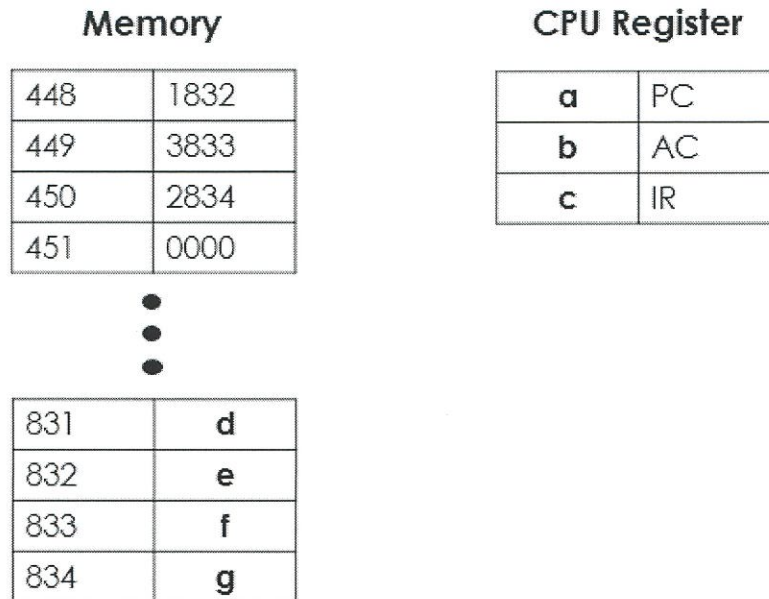 Memory
448 1832
449 3833
450 2834
451 0000
831 d
832 e
833 f
834 g
CPU Register
a PC
b AC
c IR